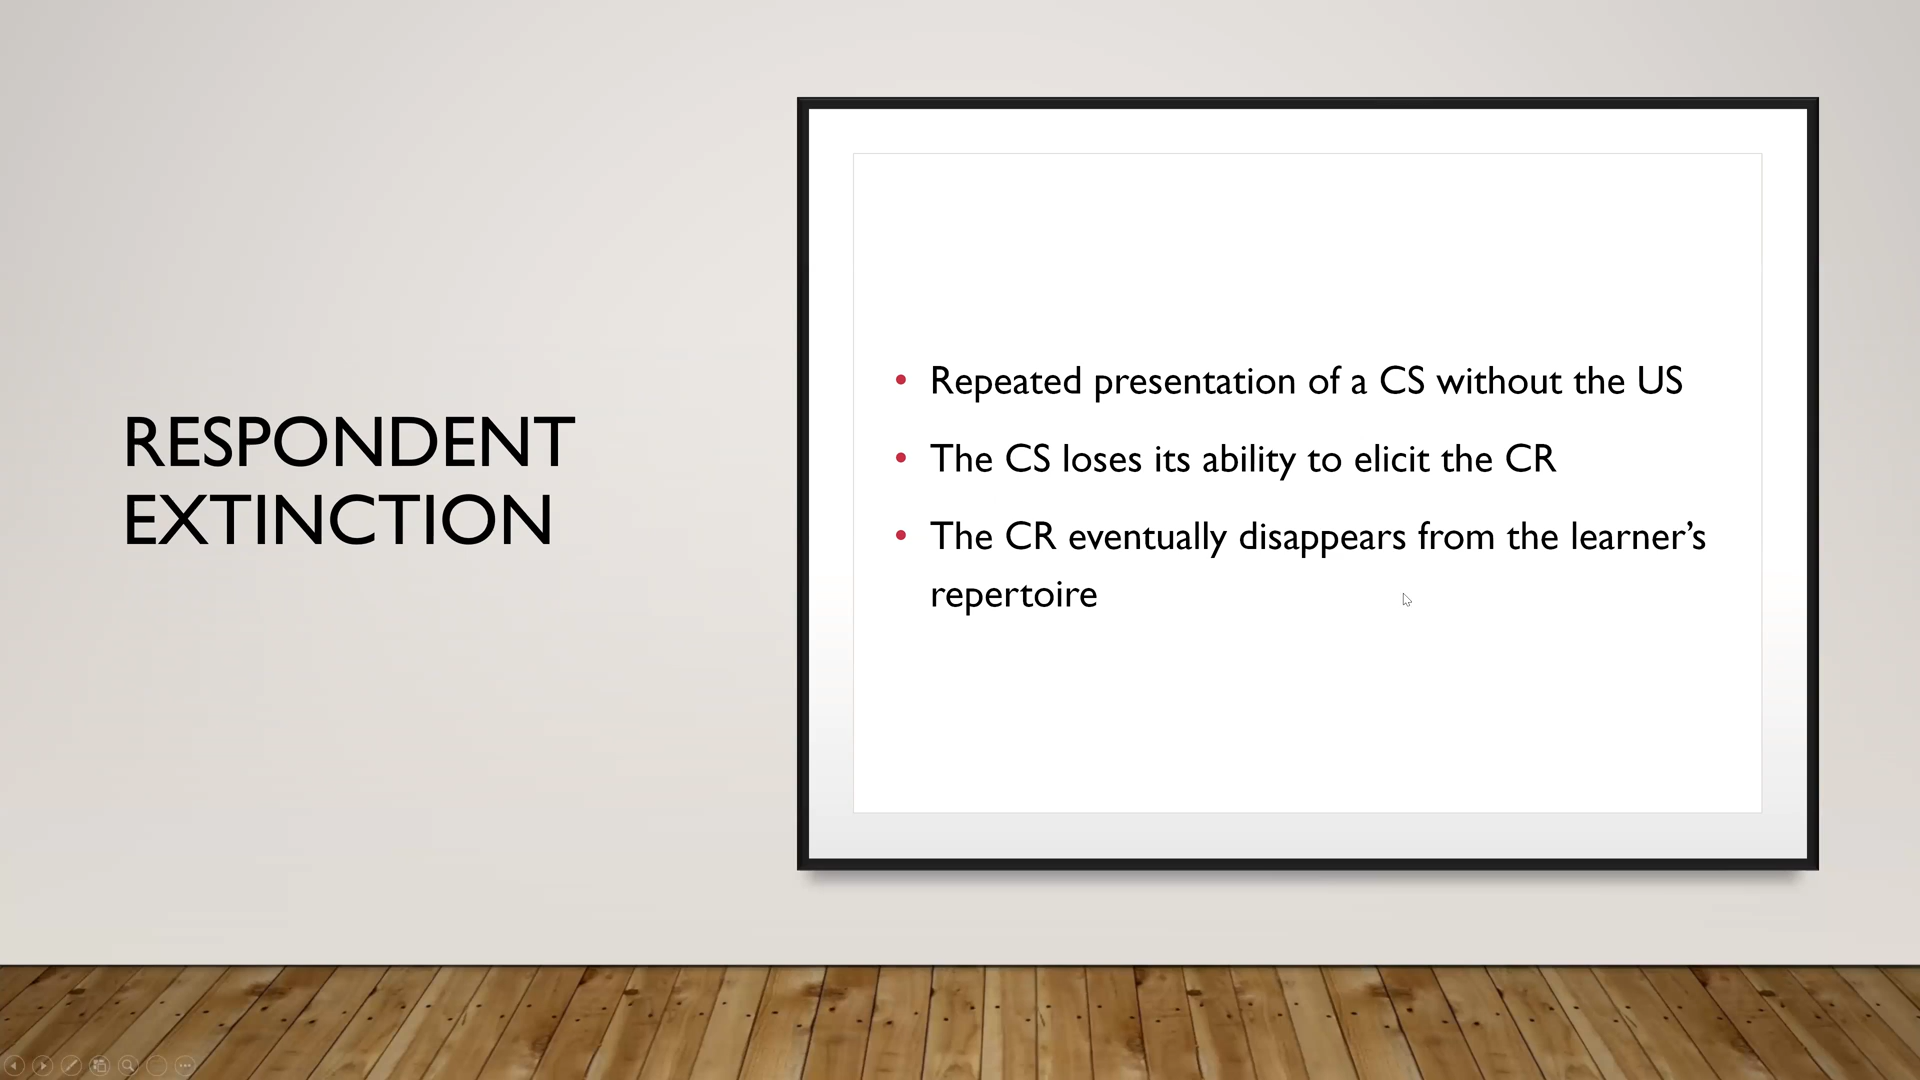 RESPONDENT
EXTINCTION
• Repeated presentation of a CS without the US
• The CS loses its ability to elicit the CR
• The CR eventually disappears from the learner’s
repertoire